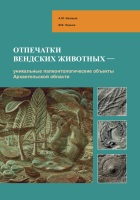 ОТПЕЧАТКИ
ВЕНДСКИХ ЖИВОТНЫХ —
уникальные палеонтологические объекты
Архангельской области